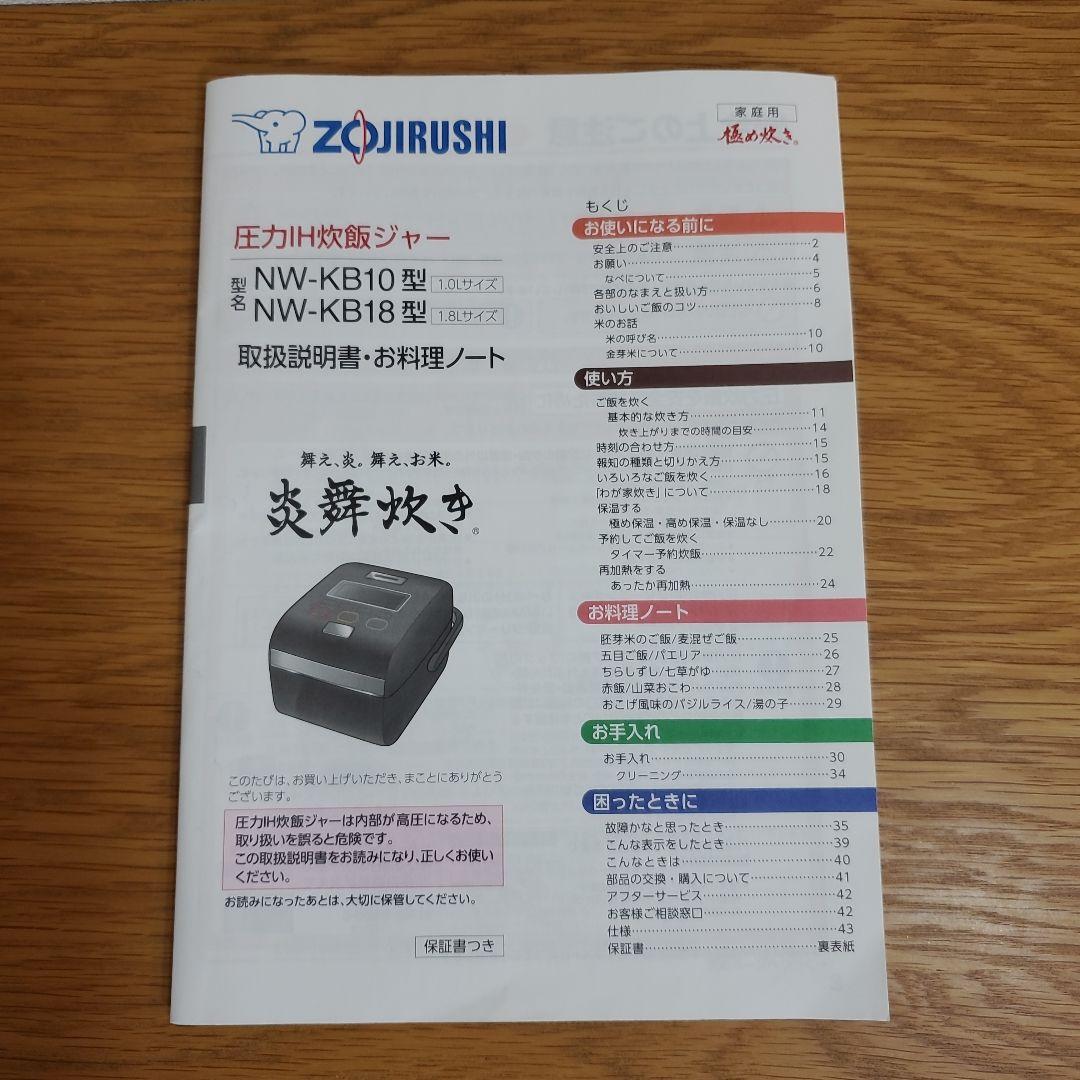 ZOJIRUSHI
家庭用
極め炊き®
圧力IH炊飯ジャー
型名
NW-KB10型 1.0Lサイズ
NW-KB18型 1.8Lサイズ
取扱説明書・お料理ノート
舞え、炎。舞え、お米。
炎舞炊き®
このたびは、お買い上げいただき、まことにありがとう
ございます。
圧力IH炊飯ジャーは内部が高圧になるため、
取り扱いを誤ると危険です。
この取扱説明書をお読みになり、正しくお使い
ください。
お読みになったあとは、大切に保管してください。
保証書つき
もくじ
お使いになる前に
安全上のご注意……2
お願い……4
なべについて……5
各部のなまえと扱い方……6
おいしいご飯のコツ……8
米のお話
米の呼び名……10
金芽米について……10
使い方
ご飯を炊く
基本的な炊き方……11
炊き上がりまでの時間の目安……14
時刻の合わせ方……15
報知の種類と切りかえ方……15
いろいろなご飯を炊く……16
「わが家炊き」について……18
保温する
極め保温・高め保温・保温なし……20
予約してご飯を炊く
タイマー予約炊飯……22
再加熱をする
あったか再加熱……24
お料理ノート
胚芽米のご飯/麦混ぜご飯……25
五目ご飯/パエリア……26
ちらしずし/七草がゆ……27
赤飯/山菜おこわ……28
おこげ風味のバジルライス/湯の子……29
お手入れ
お手入れ……30
クリーニング……34
困ったときに
故障かなと思ったとき……35
こんな表示をしたとき……39
こんなときは……40
部品の交換・購入について……41
アフターサービス……42
お客様ご相談窓口……42
仕様……43
保証書……裏表紙